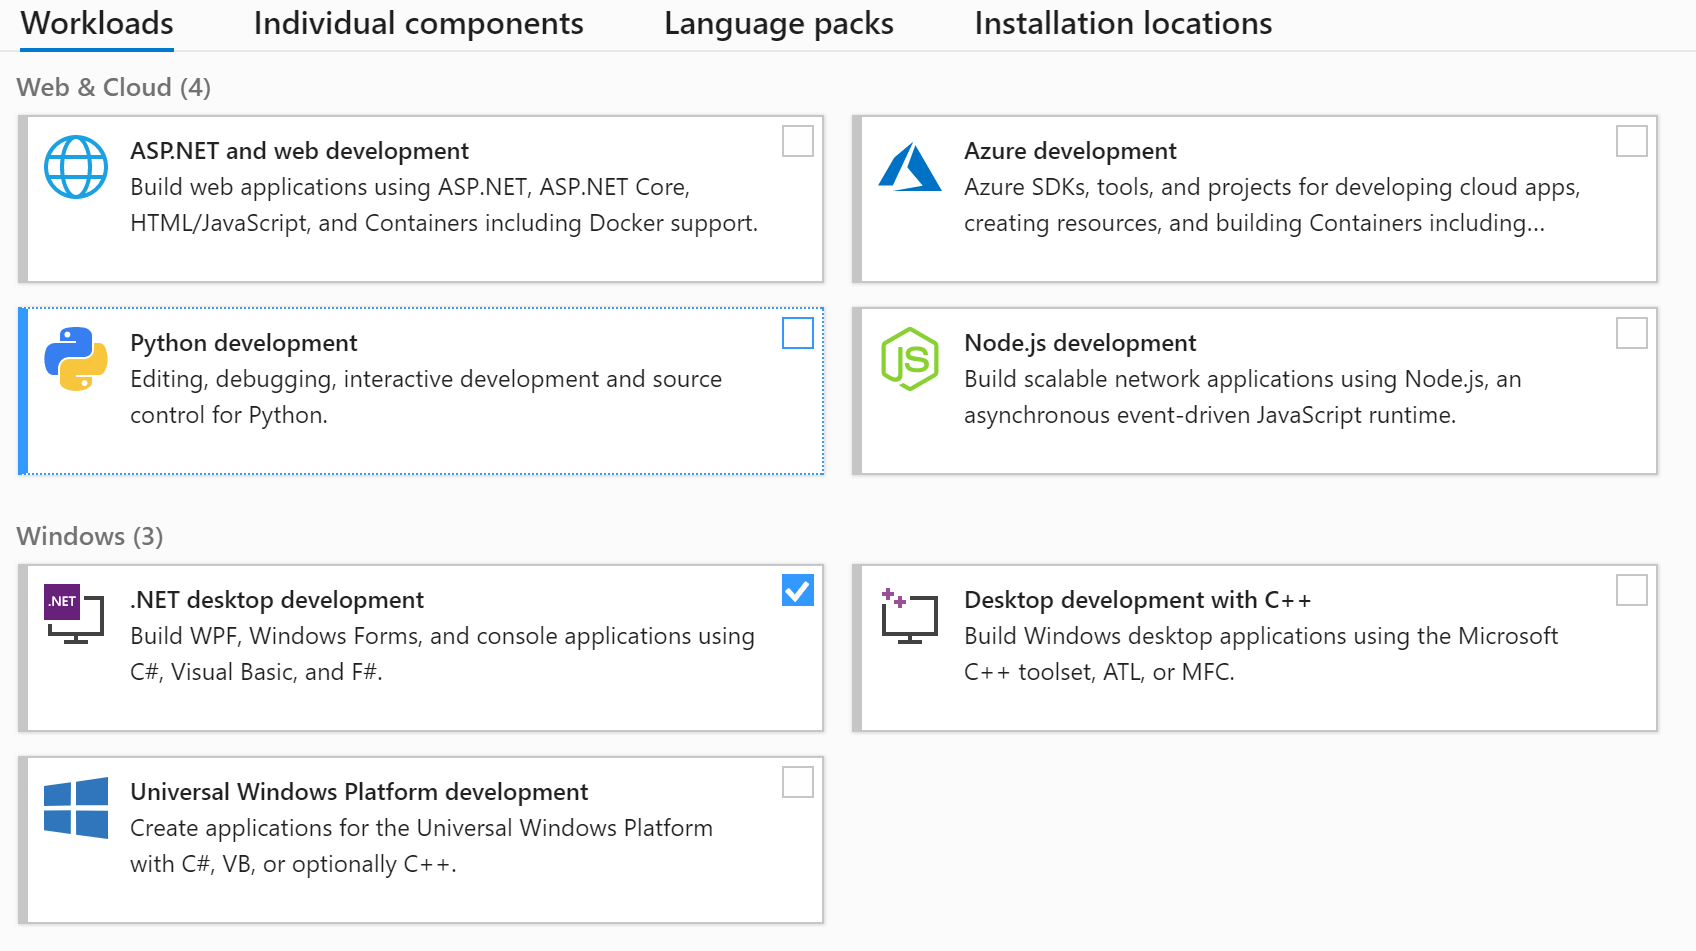 Workloads
Individual components
Language packs
Installation locations
Web & Cloud (4)
ASP.NET and web development
Build web applications using ASP.NET, ASP.NET Core,
HTML/JavaScript, and Containers including Docker support.
Azure development
Azure SDKs, tools, and projects for developing cloud apps,
creating resources, and building Containers including...
Python development
Editing, debugging, interactive development and source
control for Python.
JS
Node.js development
Build scalable network applications using Node.js, an
asynchronous event-driven JavaScript runtime.
Windows (3)
.NET
.NET desktop development
Build WPF, Windows Forms, and console applications using
C#, Visual Basic, and F#.
Desktop development with C++
Build Windows desktop applications using the Microsoft
C++ toolset, ATL, or MFC.
Universal Windows Platform development
Create applications for the Universal Windows Platform
with C#, VB, or optionally C++.